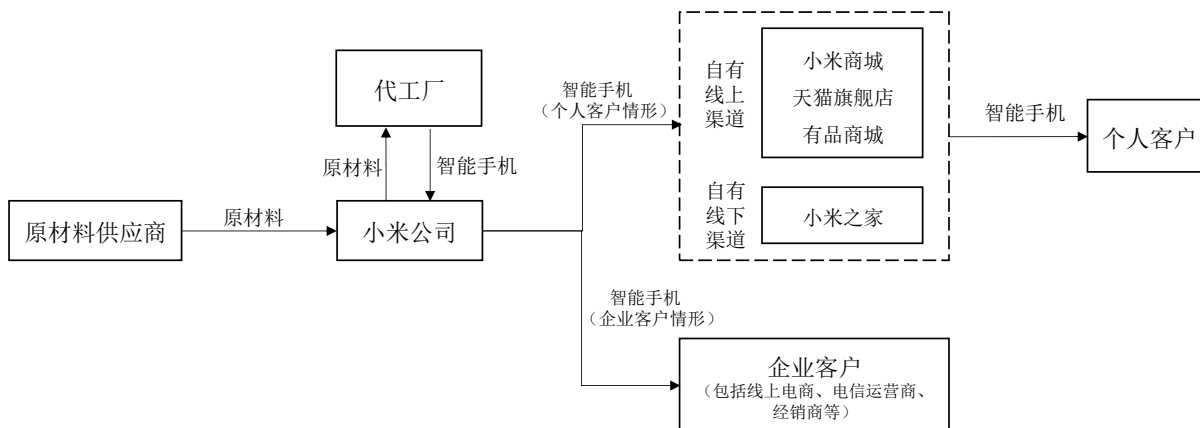 原材料供应商
原材料
代工厂
原材料
智能手机
小米公司
智能手机
（个人客户情形）
智能手机
（企业客户情形）
自有
线上
渠道
小米商城
天猫旗舰店
有品商城
自有
线下
渠道
小米之家
智能手机
个人客户
企业客户
（包括线上电商、电信运营商、
经销商等）